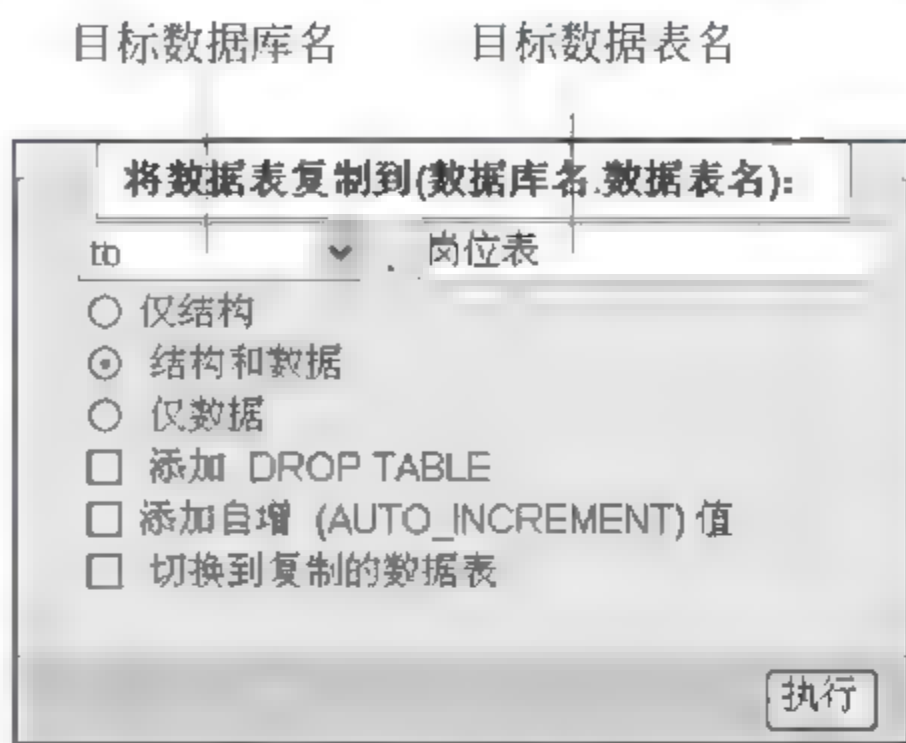 目标数据库名 目标数据表名
将数据表复制到(数据库名.数据表名):
tto . 岗位表
仅结构
结构和数据
仅数据
添加 DROP TABLE
添加自增 (AUTO_INCREMENT) 值
切换到复制的数据表
执行